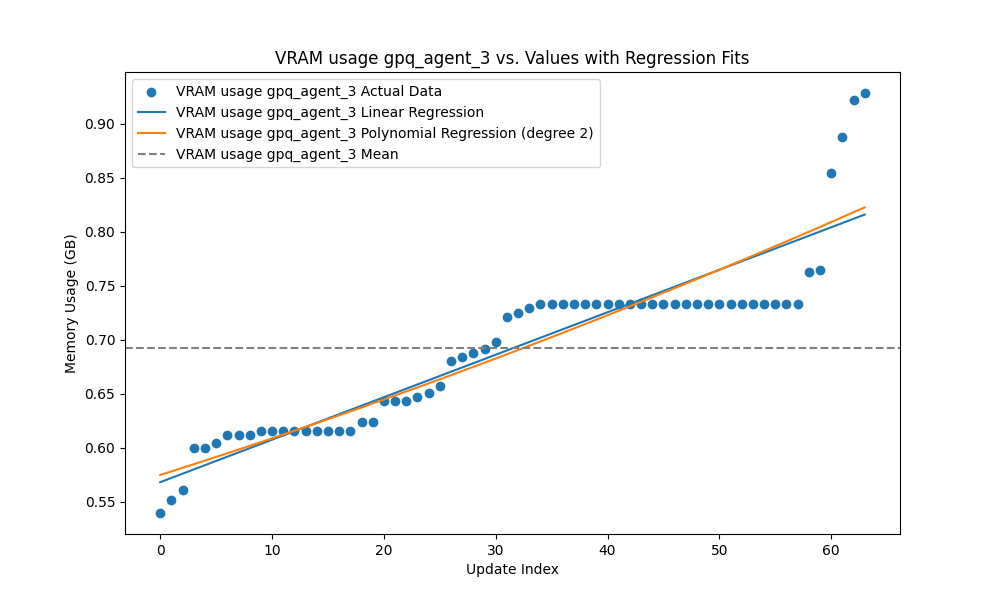 VRAM usage gpq_agent_3 vs. Values with Regression Fits
VRAM usage gpq_agent_3 Actual Data
VRAM usage gpq_agent_3 Linear Regression
VRAM usage gpq_agent_3 Polynomial Regression (degree 2)
VRAM usage gpq_agent_3 Mean
Memory Usage (GB)
0.90
0.85
0.80
0.75
0.70
0.65
0.60
0.55
0 10 20 30 40 50 60
Update Index